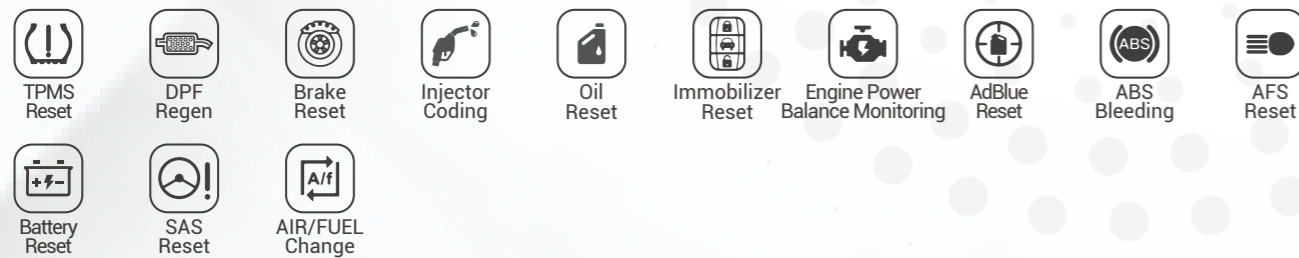 TPMS
Reset
DPF
Regen
Brake
Reset
Injector
Coding
Oil
Reset
Immobilizer
Reset
Engine Power
Balance Monitoring
AdBlue
Reset
ABS
ABS
Bleeding
AFS
Reset
Battery
Reset
SAS
Reset
A/f
AIR/FUEL
Change